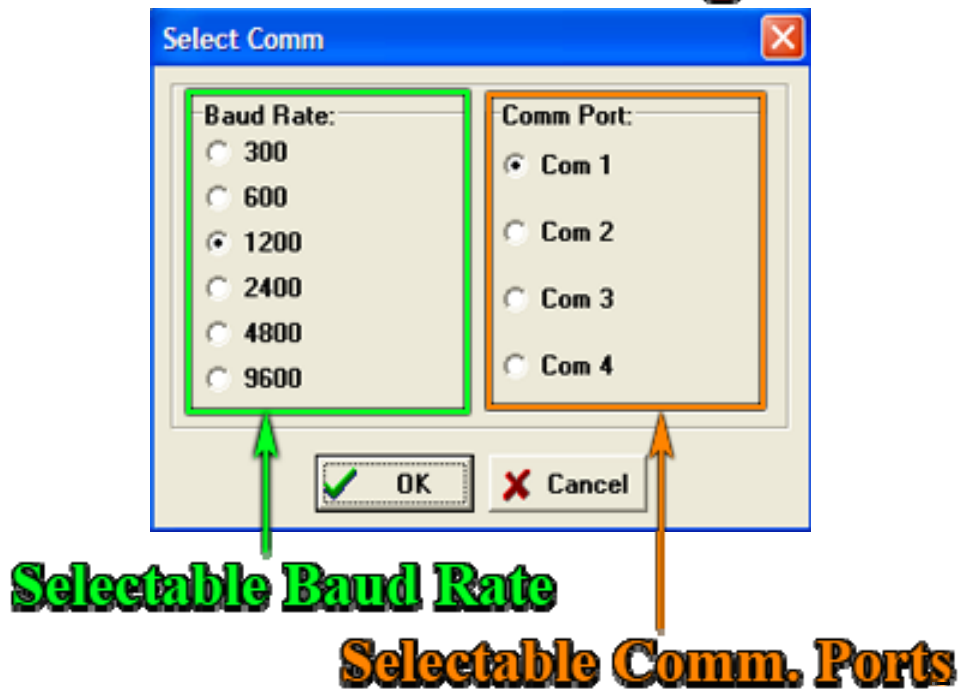 Select Comm
Baud Rate:
300
600
1200
2400
4800
9600
Comm Port:
Com 1
Com 2
Com 3
Com 4
OK
Cancel
Selectable Baud Rate
Selectable Comm. Ports